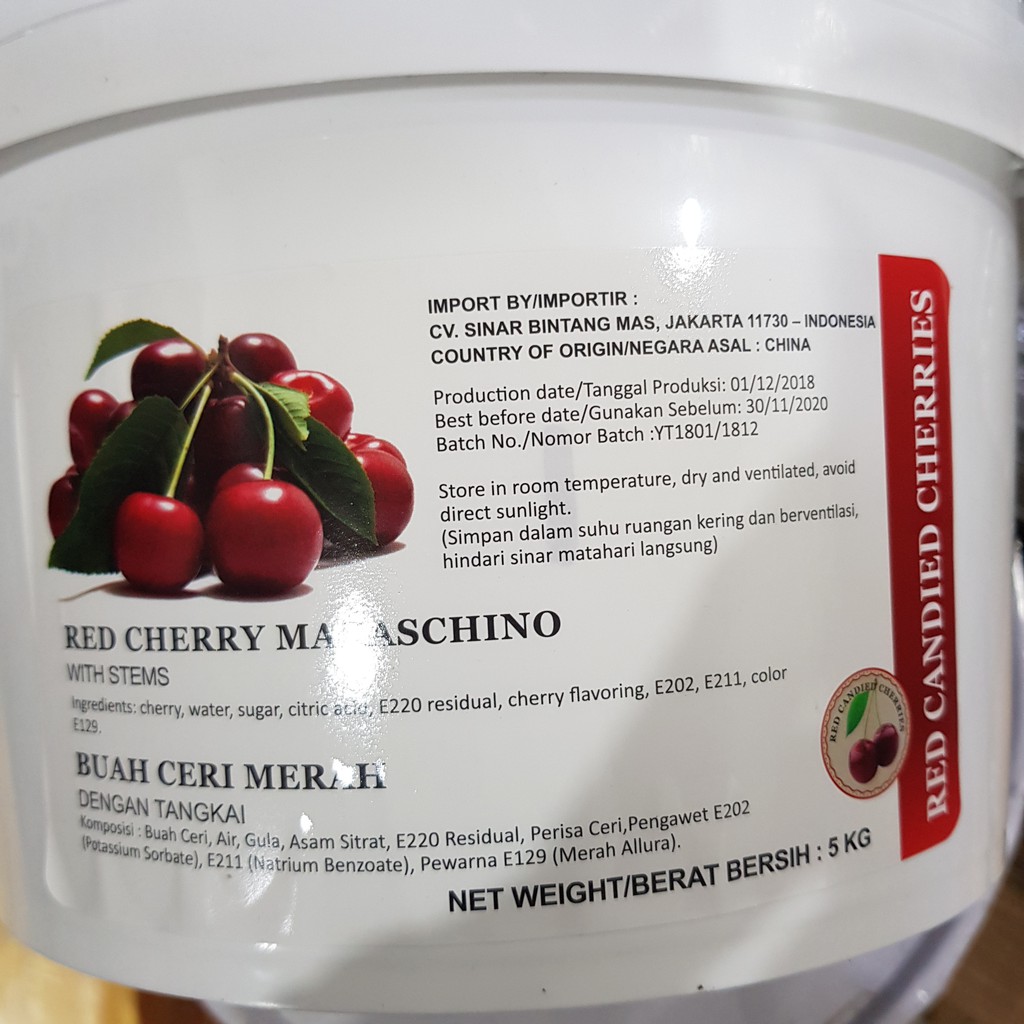 IMPORT BY/IMPORTIR :
CV. SINAR BINTANG MAS, JAKARTA 11730 – INDONESIA
COUNTRY OF ORIGIN/NEGARA ASAL : CHINA
Production date/Tanggal Produksi: 01/12/2018
Best before date/Gunakan Sebelum: 30/11/2020
Batch No./Nomor Batch :YT1801/1812
Store in room temperature, dry and ventilated, avoid
direct sunlight.
(Simpan dalam suhu ruangan kering dan berventilasi,
hindari sinar matahari langsung)
RED CHERRY MARASCHINO
WITH STEMS
Ingredients: cherry, water, sugar, citric acid, E220 residual, cherry flavoring, E202, E211, color
E129.
BUAH CERI MERAH
DENGAN TANGKAI
Komposisi : Buah Ceri, Air, Gula, Asam Sitrat, E220 Residual, Perisa Ceri,Pengawet E202
(Potassium Sorbate), E211 (Natrium Benzoate), Pewarna E129 (Merah Allura).
NET WEIGHT/BERAT BERSIH : 5 KG
RED CANDIED CHERRIES
RED CANDIED CHERRIES